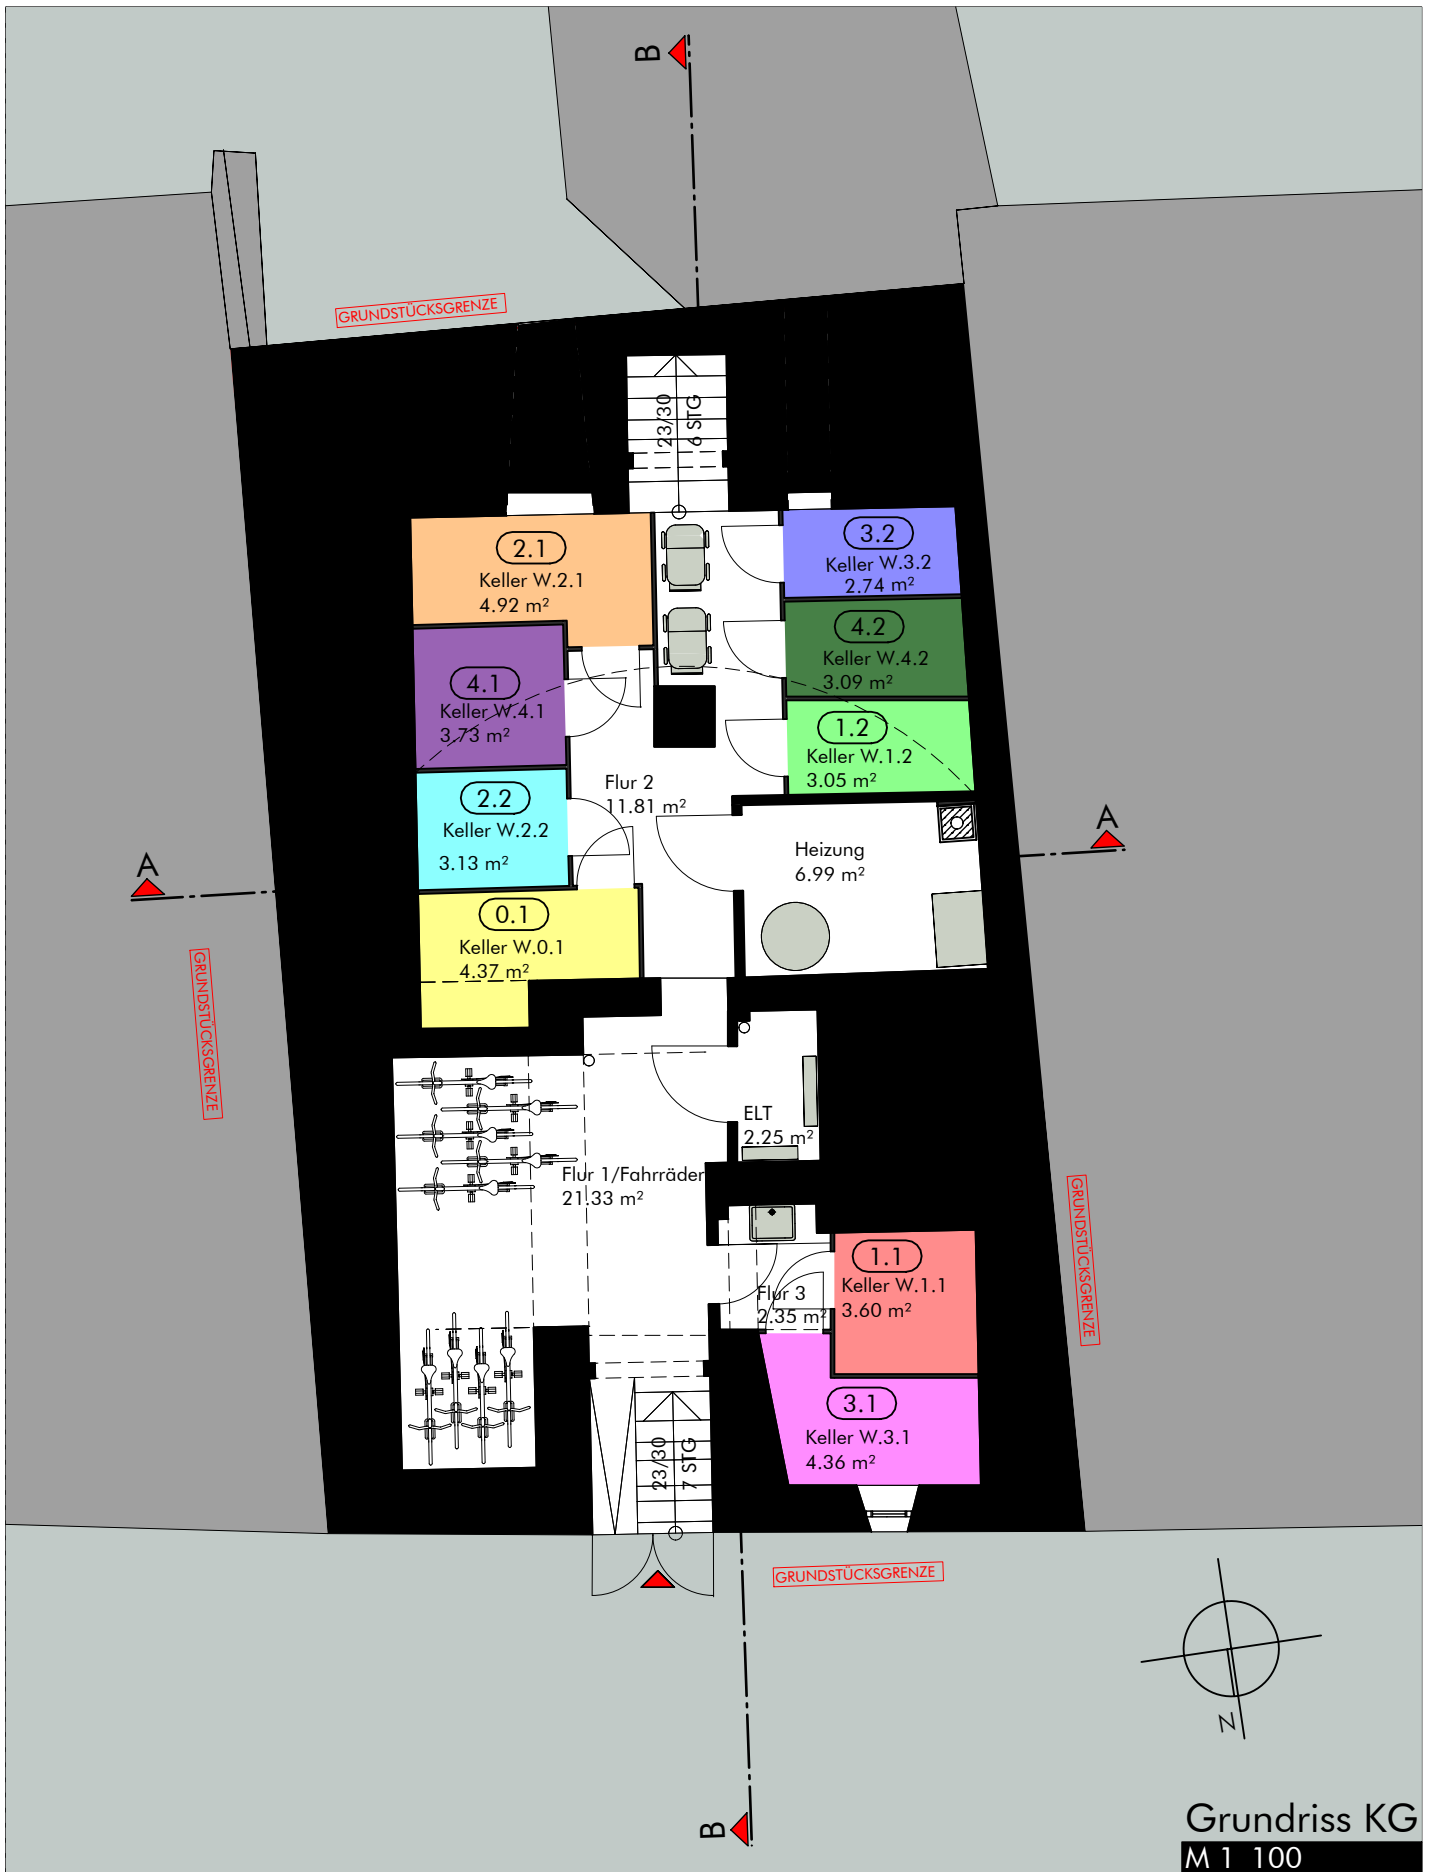 B
GRUNDSTÜCKSGRENZE
23/30
6 STG
2.1
Keller W.2.1
4.92 m²
3.2
Keller W.3.2
2.74 m²
4.2
Keller W.4.2
3.09 m²
4.1
Keller W.4.1
3.73 m²
1.2
Keller W.1.2
3.05 m²
Flur 2
11.81 m²
2.2
Keller W.2.2
3.13 m²
A
A
Heizung
6.99 m²
0.1
Keller W.0.1
4.37 m²
GRUNDSTÜCKSGRENZE
ELT
2.25 m²
Flur 1/Fahrräder
21.33 m²
GRUNDSTÜCKSGRENZE
1.1
Keller W.1.1
3.60 m²
Flur 3
2.35 m²
3.1
Keller W.3.1
4.36 m²
23/30
7 STG
GRUNDSTÜCKSGRENZE
N
B
Grundriss KG
M 1 100